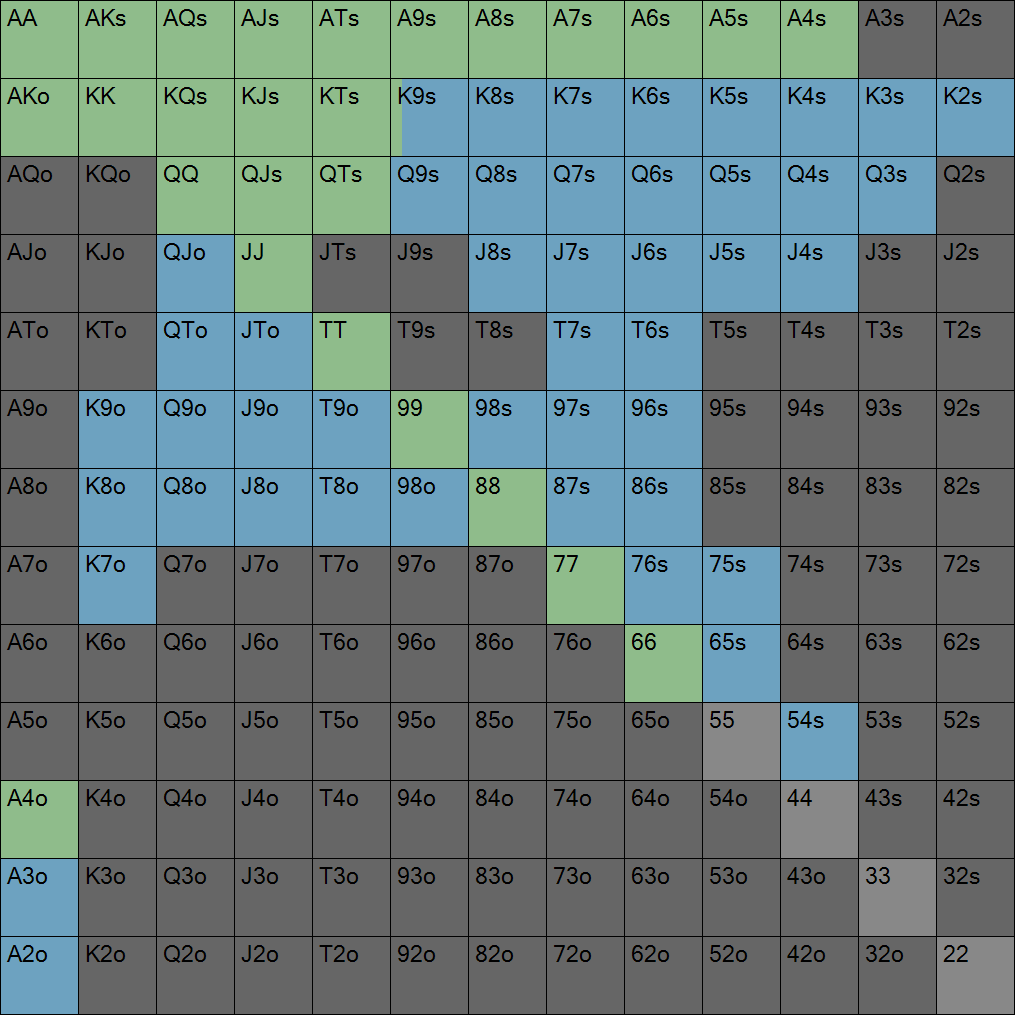 AA AKs AQs AJs ATs A9s A8s A7s A6s A5s A4s A3s A2s
AKo KK KQs KJs KTs K9s K8s K7s K6s K5s K4s K3s K2s
AQo KQo QQ QJs QTs Q9s Q8s Q7s Q6s Q5s Q4s Q3s Q2s
AJo KJo QJo JJ JTs J9s J8s J7s J6s J5s J4s J3s J2s
ATo KTo QTo JTo TT T9s T8s T7s T6s T5s T4s T3s T2s
A9o K9o Q9o J9o T9o 99 98s 97s 96s 95s 94s 93s 92s
A8o K8o Q8o J8o T8o 98o 88 87s 86s 85s 84s 83s 82s
A7o K7o Q7o J7o T7o 97o 87o 77 76s 75s 74s 73s 72s
A6o K6o Q6o J6o T6o 96o 86o 76o 66 65s 64s 63s 62s
A5o K5o Q5o J5o T5o 95o 85o 75o 65o 55 54s 53s 52s
A4o K4o Q4o J4o T4o 94o 84o 74o 64o 54o 44 43s 42s
A3o K3o Q3o J3o T3o 93o 83o 73o 63o 53o 43o 33 32s
A2o K2o Q2o J2o T2o 92o 82o 72o 62o 52o 42o 32o 22